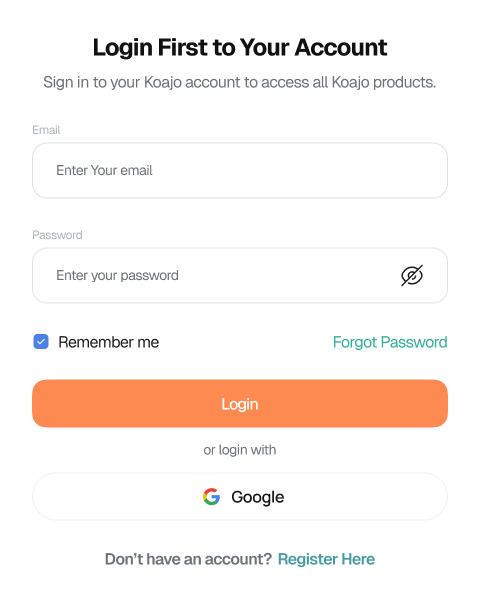 Login First to Your Account
Sign in to your Koajo account to access all Koajo products.
Email
Enter Your email
Password
Enter your password
Remember me
Forgot Password
Login
or login with
Google
Don’t have an account? Register Here